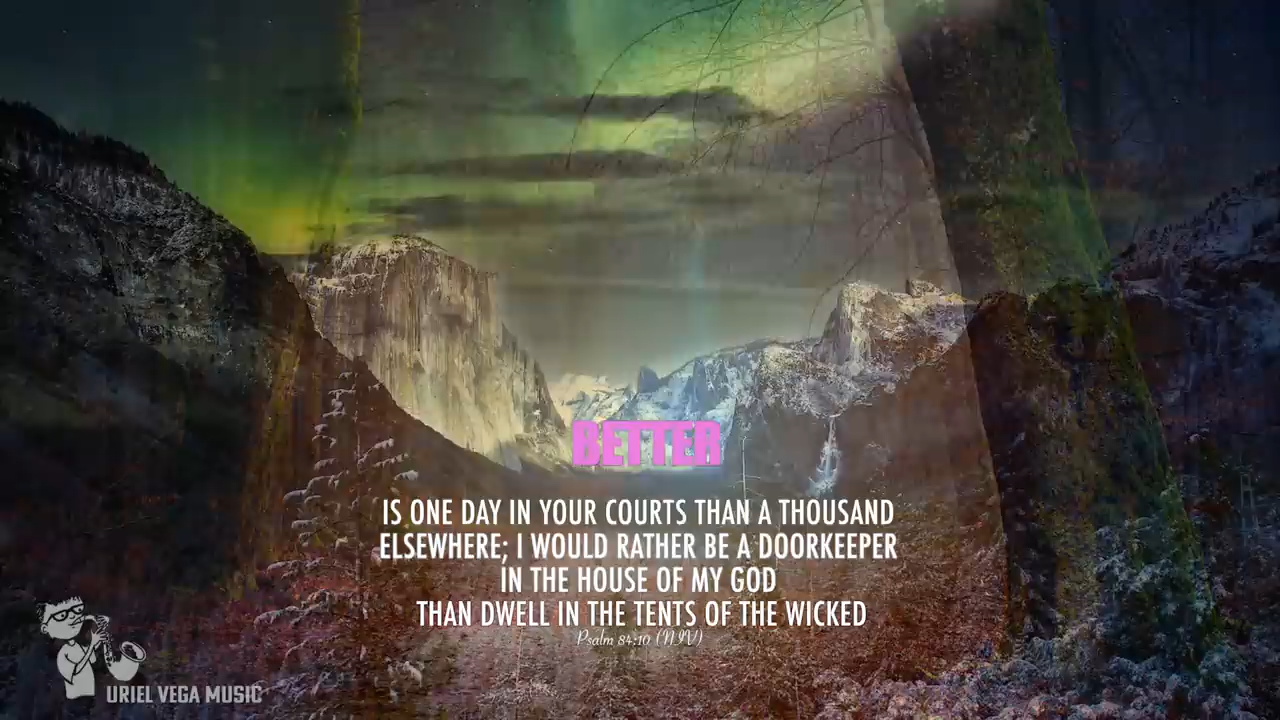 BETTER
IS ONE DAY IN YOUR COURTS THAN A THOUSAND
ELSEWHERE; I WOULD RATHER BE A DOORKEEPER
IN THE HOUSE OF MY GOD
THAN DWELL IN THE TENTS OF THE WICKED
Psalm 84:10 (NIV)
URIEL VEGA MUSIC